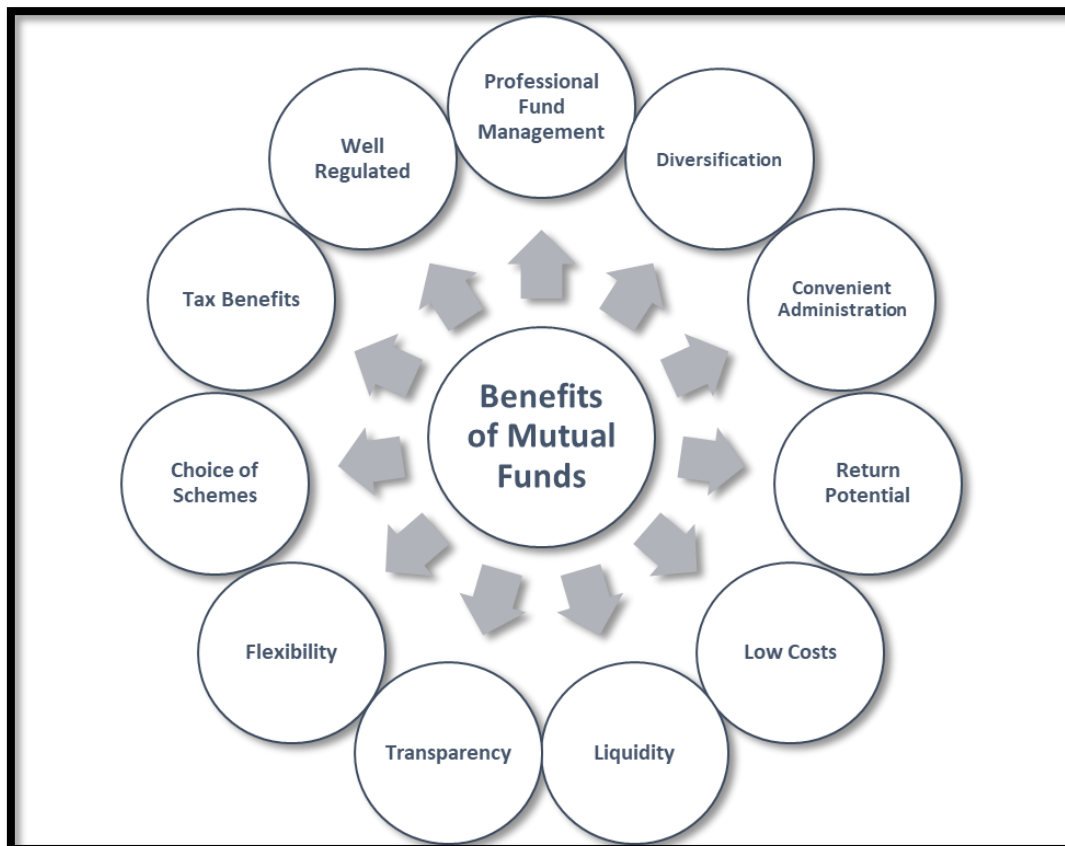 Professional
Fund
Management
Diversification
Convenient
Administration
Return
Potential
Low Costs
Liquidity
Transparency
Flexibility
Choice of
Schemes
Tax Benefits
Well
Regulated
Benefits
of Mutual
Funds